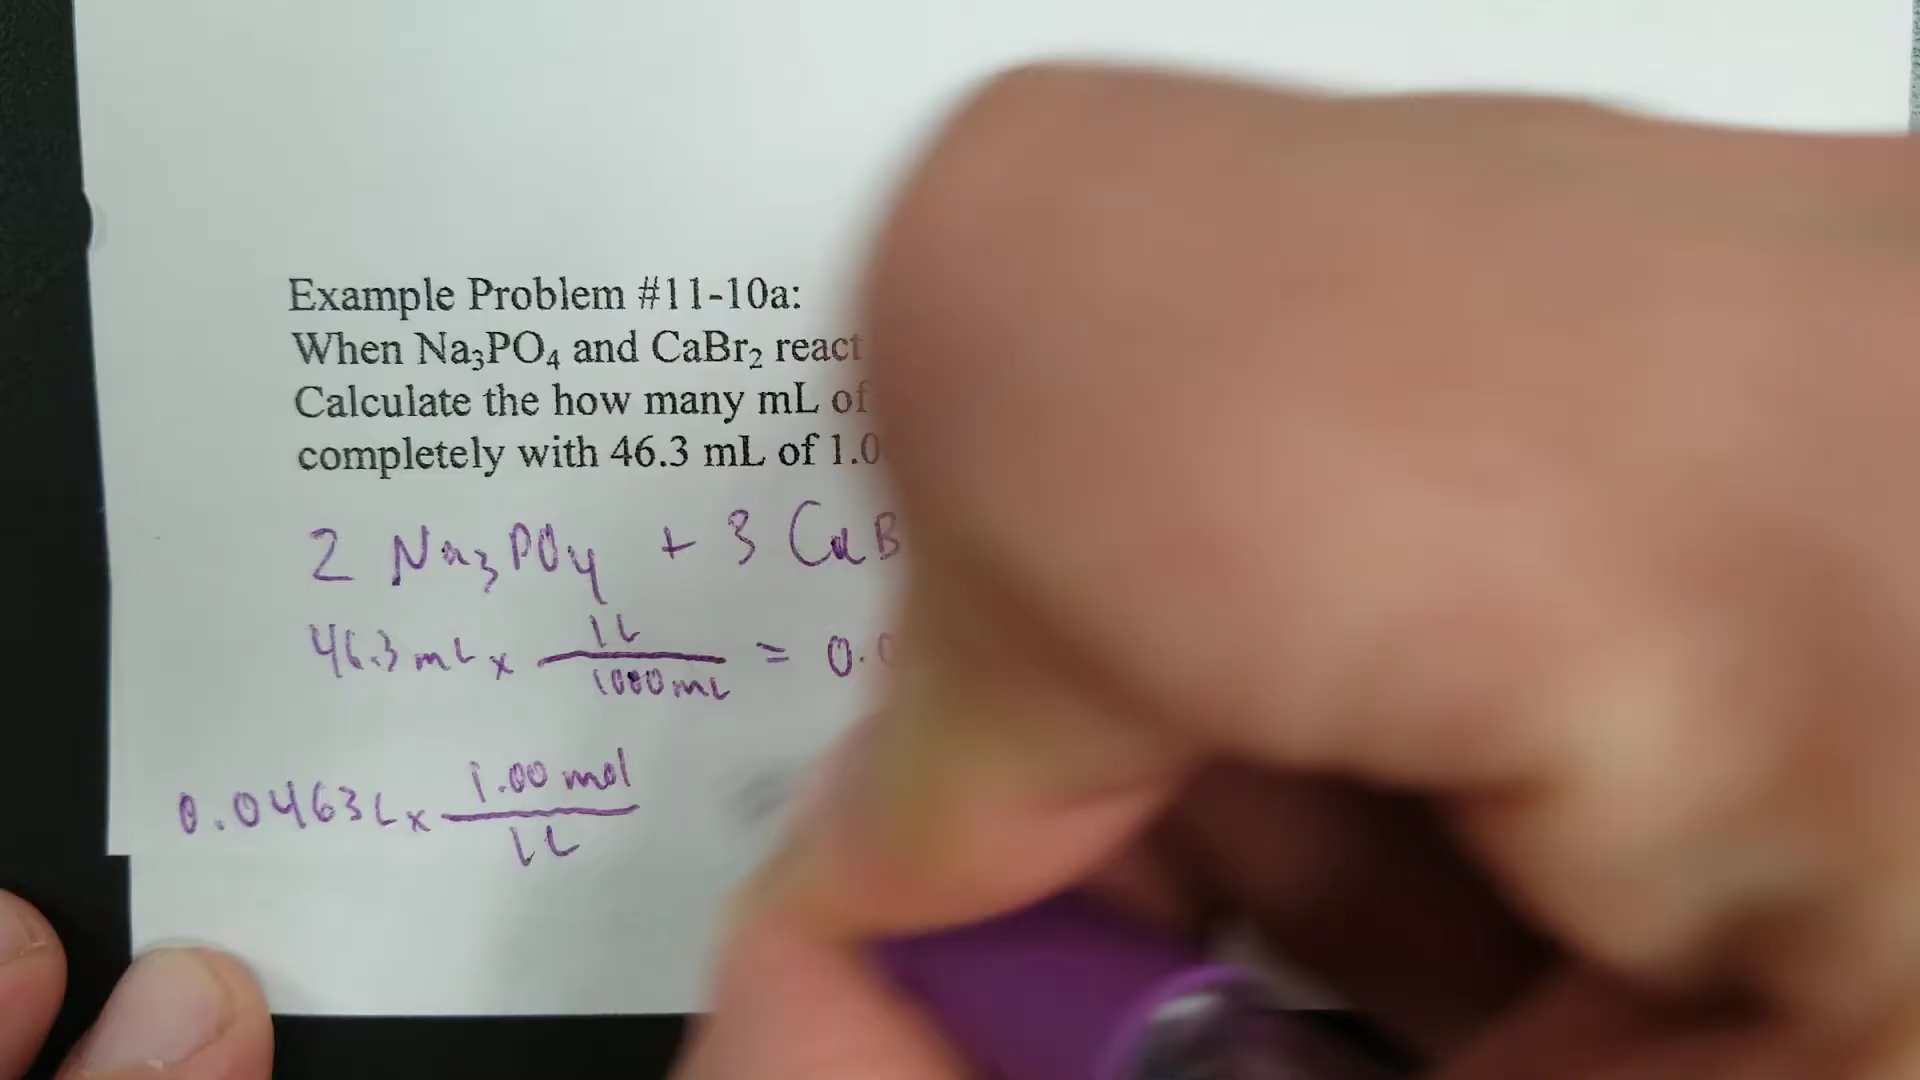 Example Problem #11-10a:
When Na₃PO₄ and CaBr₂ react
Calculate the how many mL of
completely with 46.3 mL of 1.0
2 Na₃PO₄ + 3 CaB
46.3 mL x 1L / 1000 mL = 0.0
0.0463 L x 1.00 mol / 1L